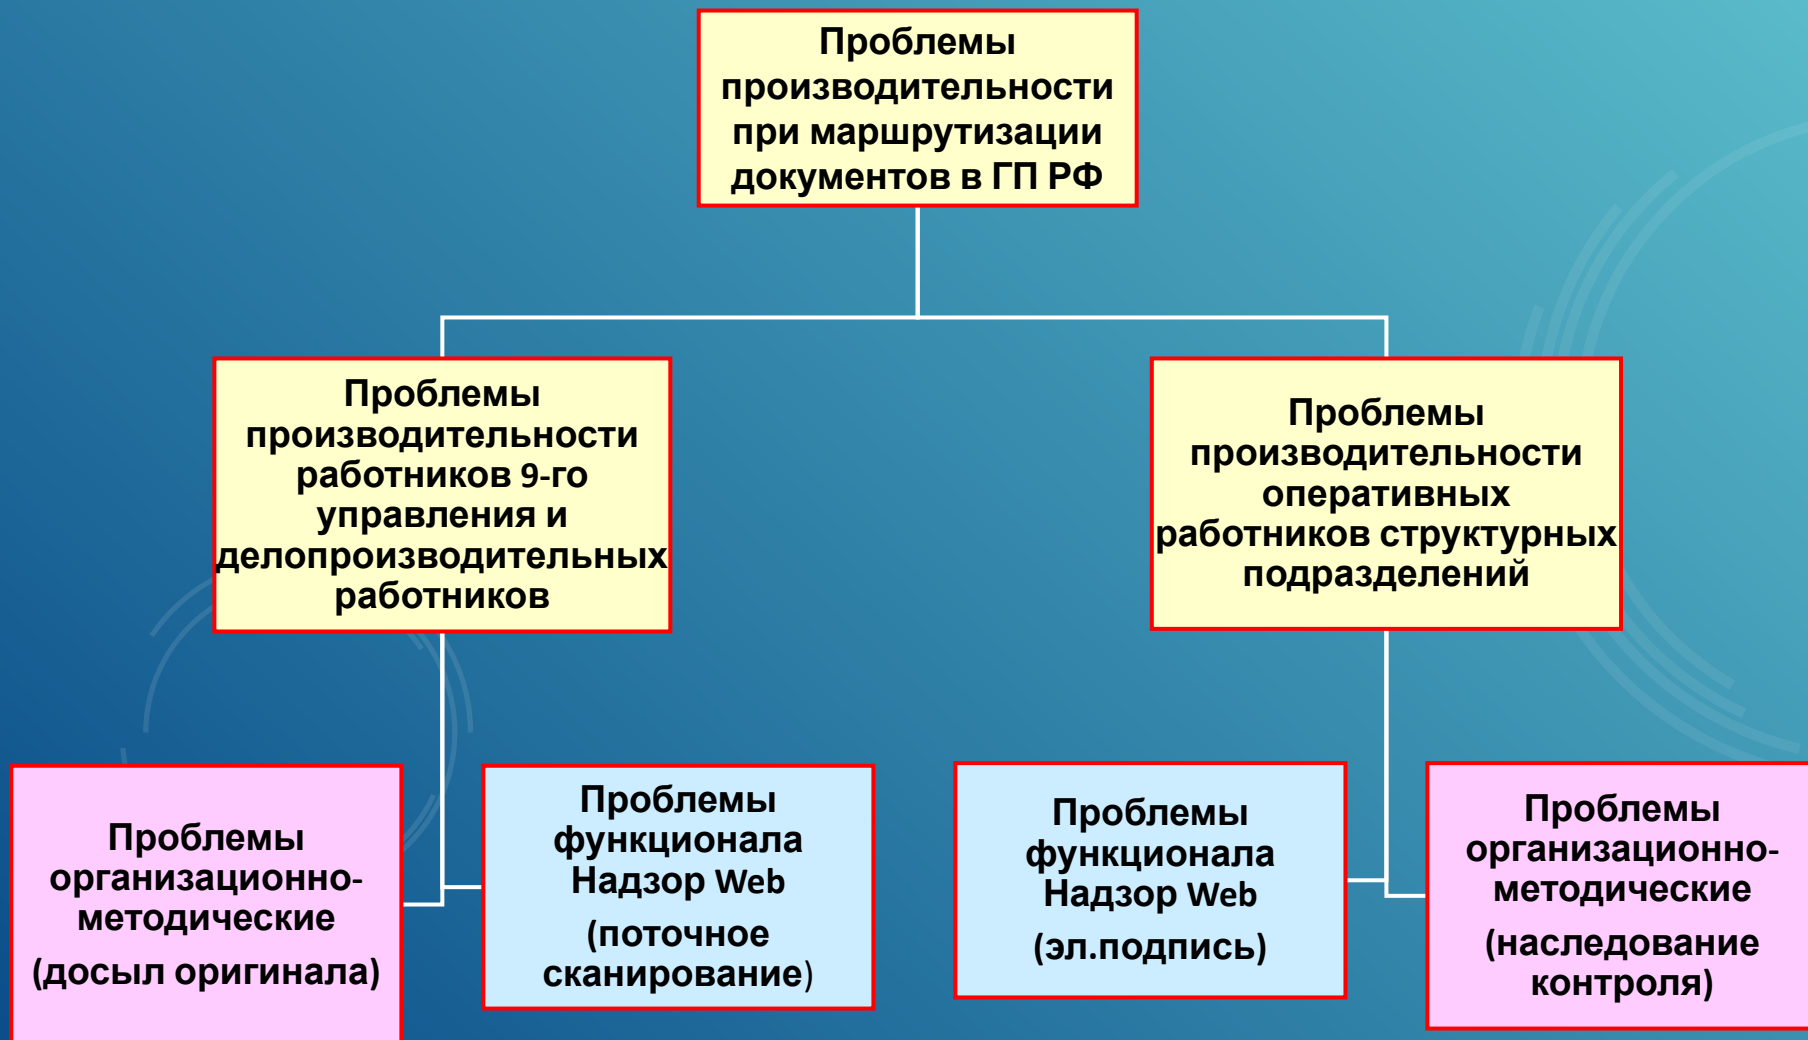 Проблемы
производительности
при маршрутизации
документов в ГП РФ
Проблемы
производительности
работников 9-го
управления и
делопроизводительных
работников
Проблемы
производительности
оперативных
работников структурных
подразделений
Проблемы
организационно-
методические
(досыл оригинала)
Проблемы
функционала
Надзор Web
(поточное
сканирование)
Проблемы
функционала
Надзор Web
(эл.подпись)
Проблемы
организационно-
методические
(наследование
контроля)